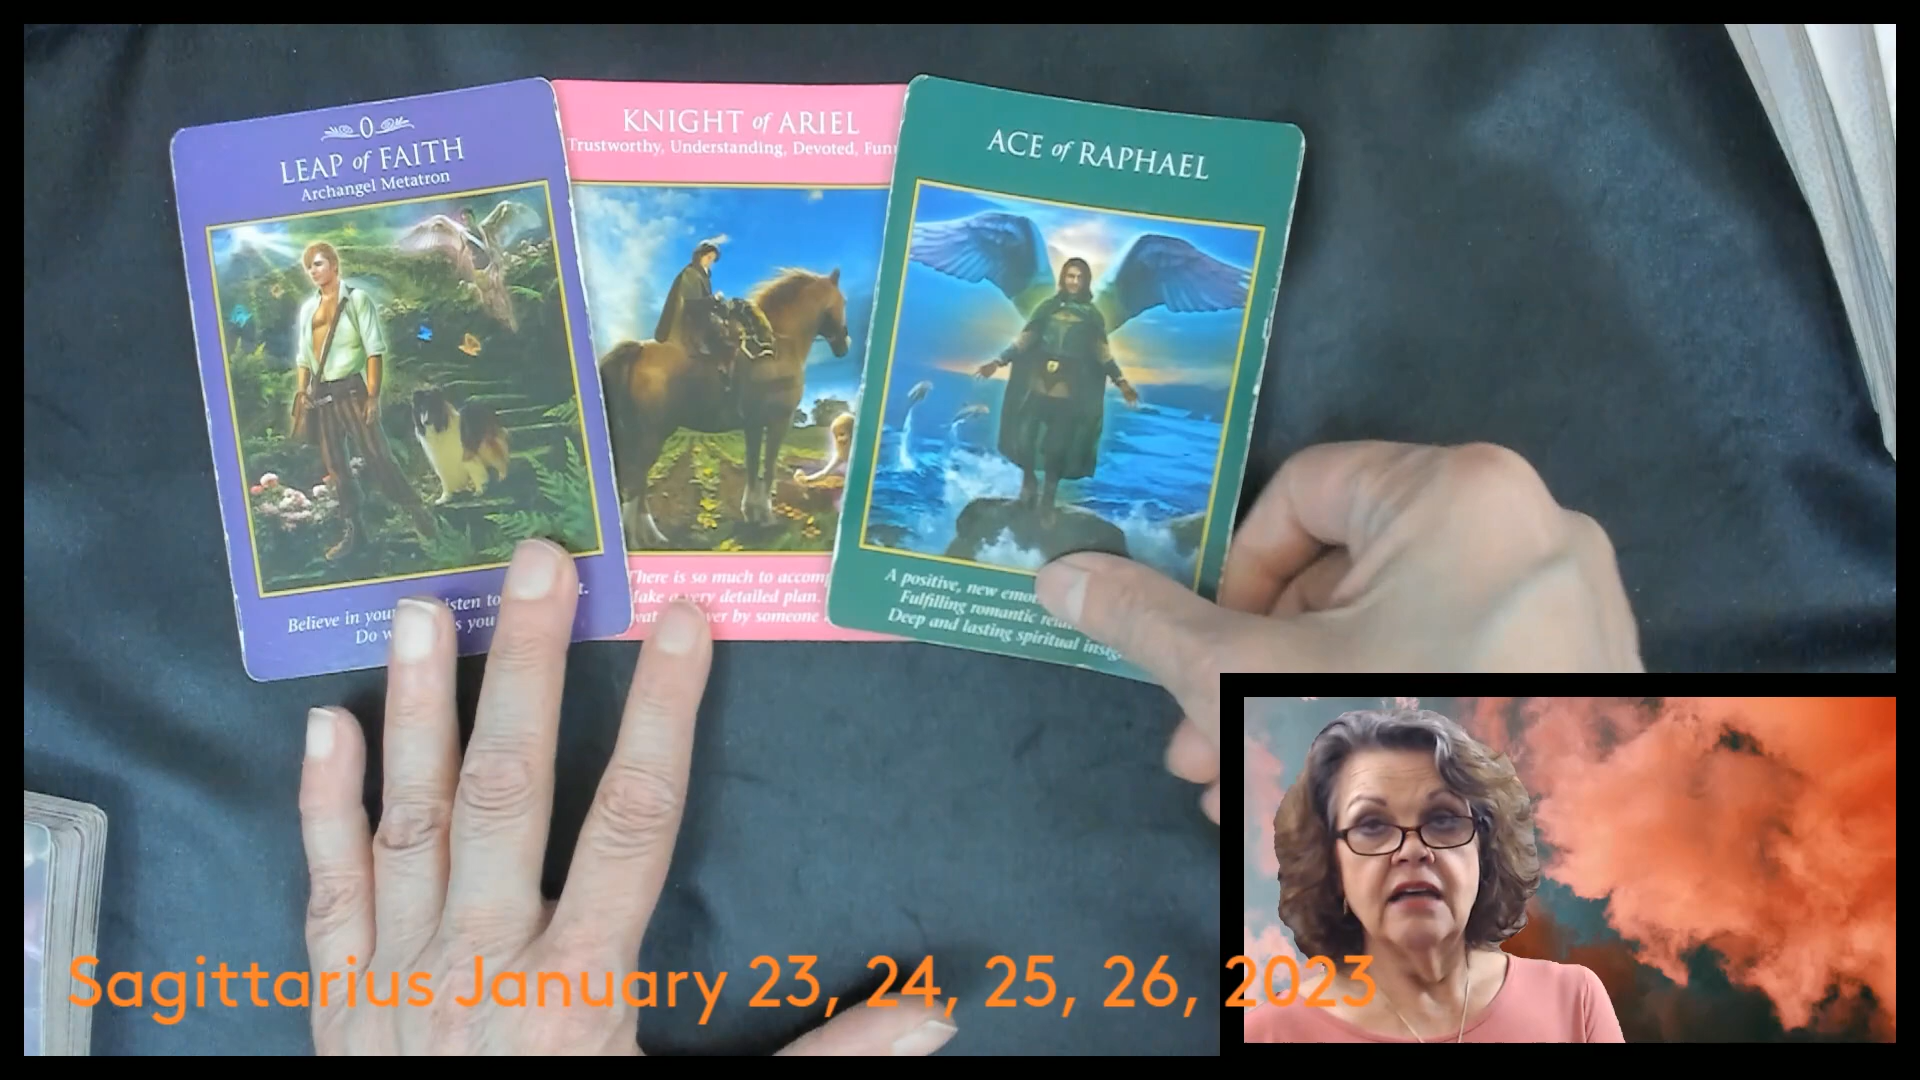 0
LEAP of FAITH
Archangel Metatron
Believe in isten to
Do
KNIGHT of ARIEL
Trustworthy, Understanding, Devoted,
There is so much to
very detailed plan.
by someone
ACE of RAPHAEL
A positive, new
Fulfilling romantic
Deep and lasting spiritual
Sagittarius January 23, 24, 25, 26, 2023